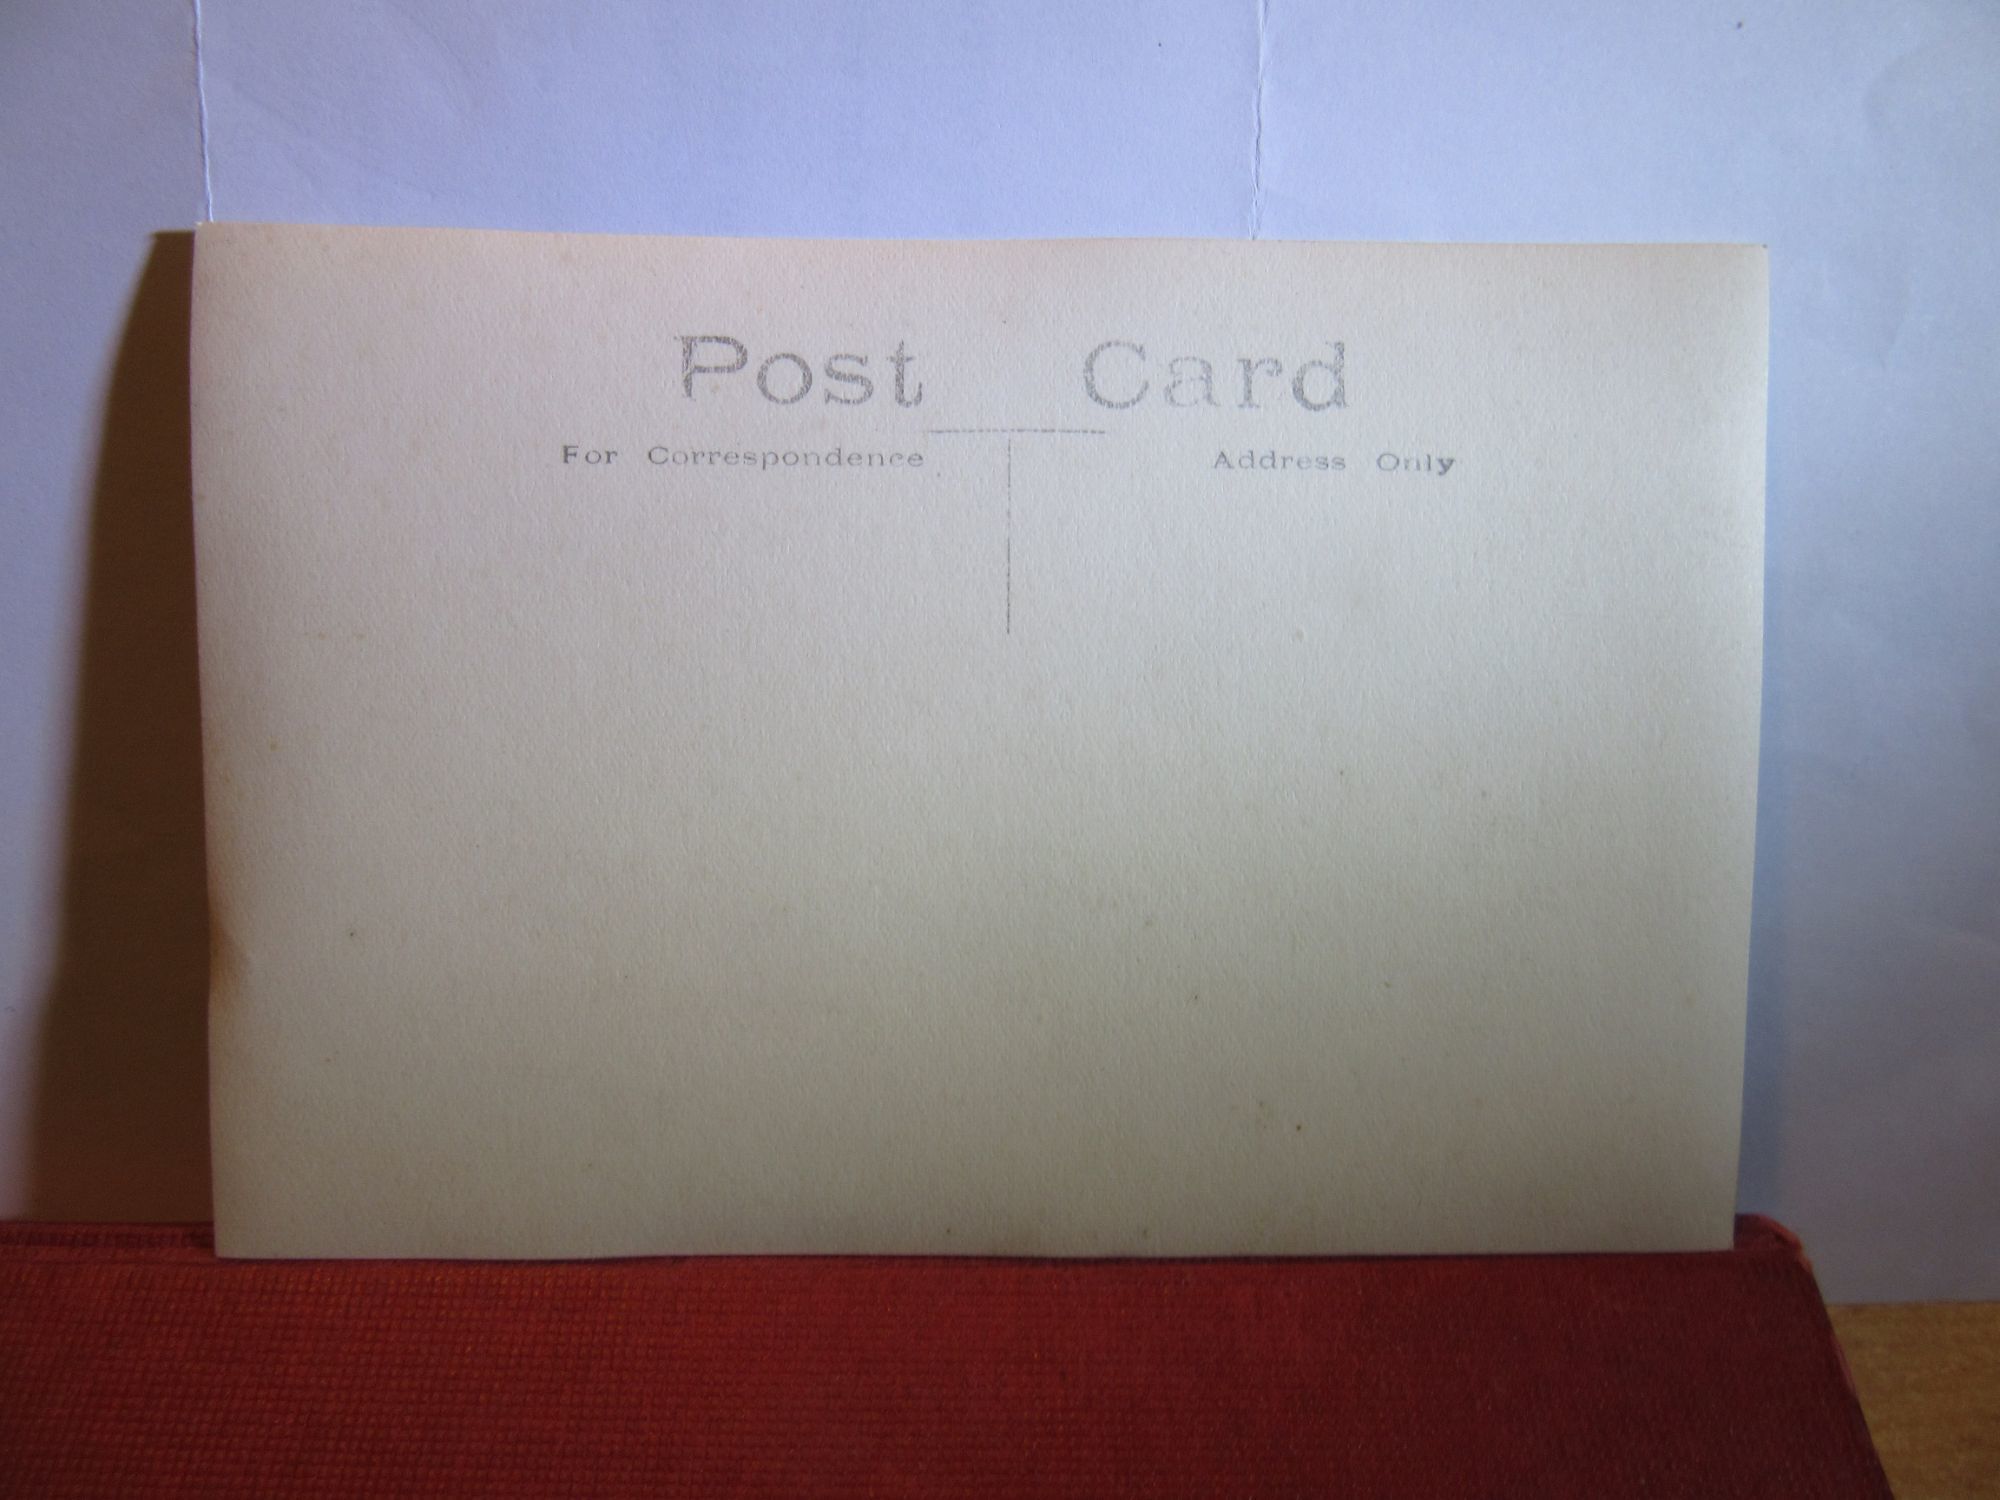 Post Card
For Correspondence
Address Only